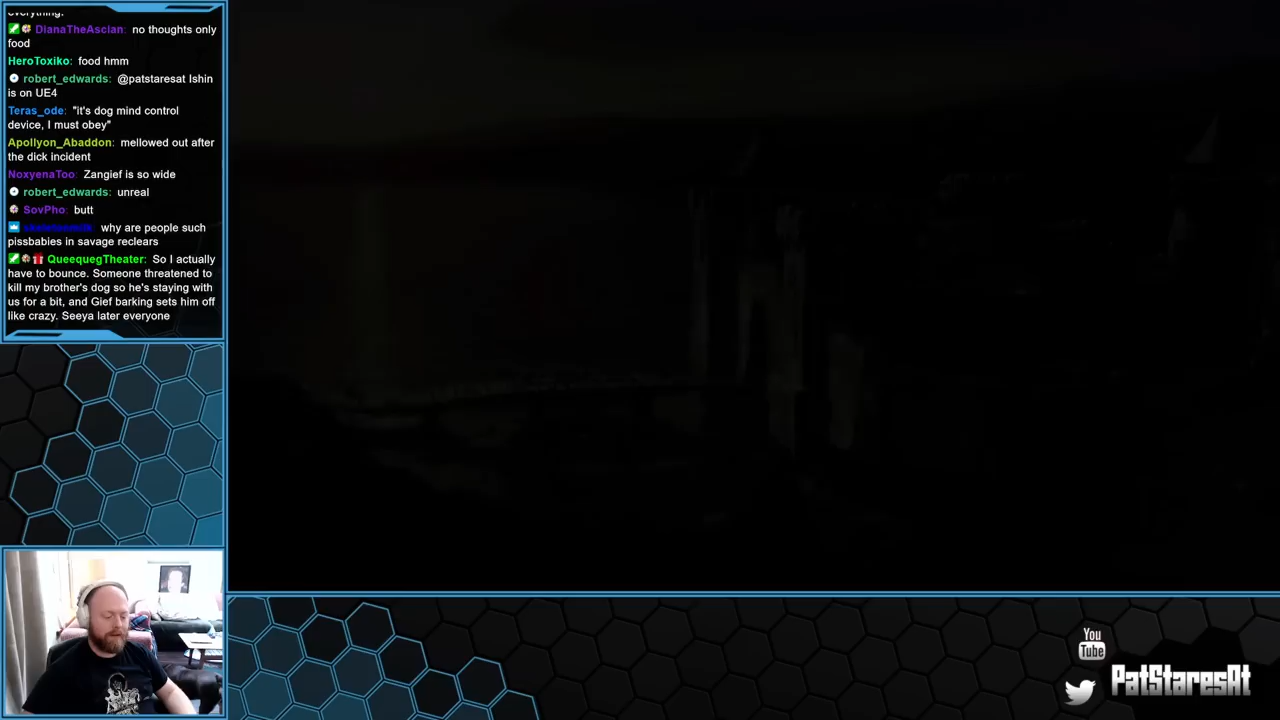 everything.
DianaTheAscian: no thoughts only
food
HeroToxiko: food hmm
robert_edwards: @patstaresat Ishin
is on UE4
Teras_ode: "it's dog mind control
device, I must obey"
Apollyon_Abaddon: mellowed out after
the dick incident
NoxyenaToo: Zangief is so wide
robert_edwards: unreal
SovPho: butt
why are people such
pissbabies in savage reclears
QueequegTheater: So I actually
have to bounce. Someone threatened to
kill my brother's dog so he's staying with
us for a bit, and Gief barking sets him off
like crazy. Seeya later everyone
You
Tube
PatStaresAt